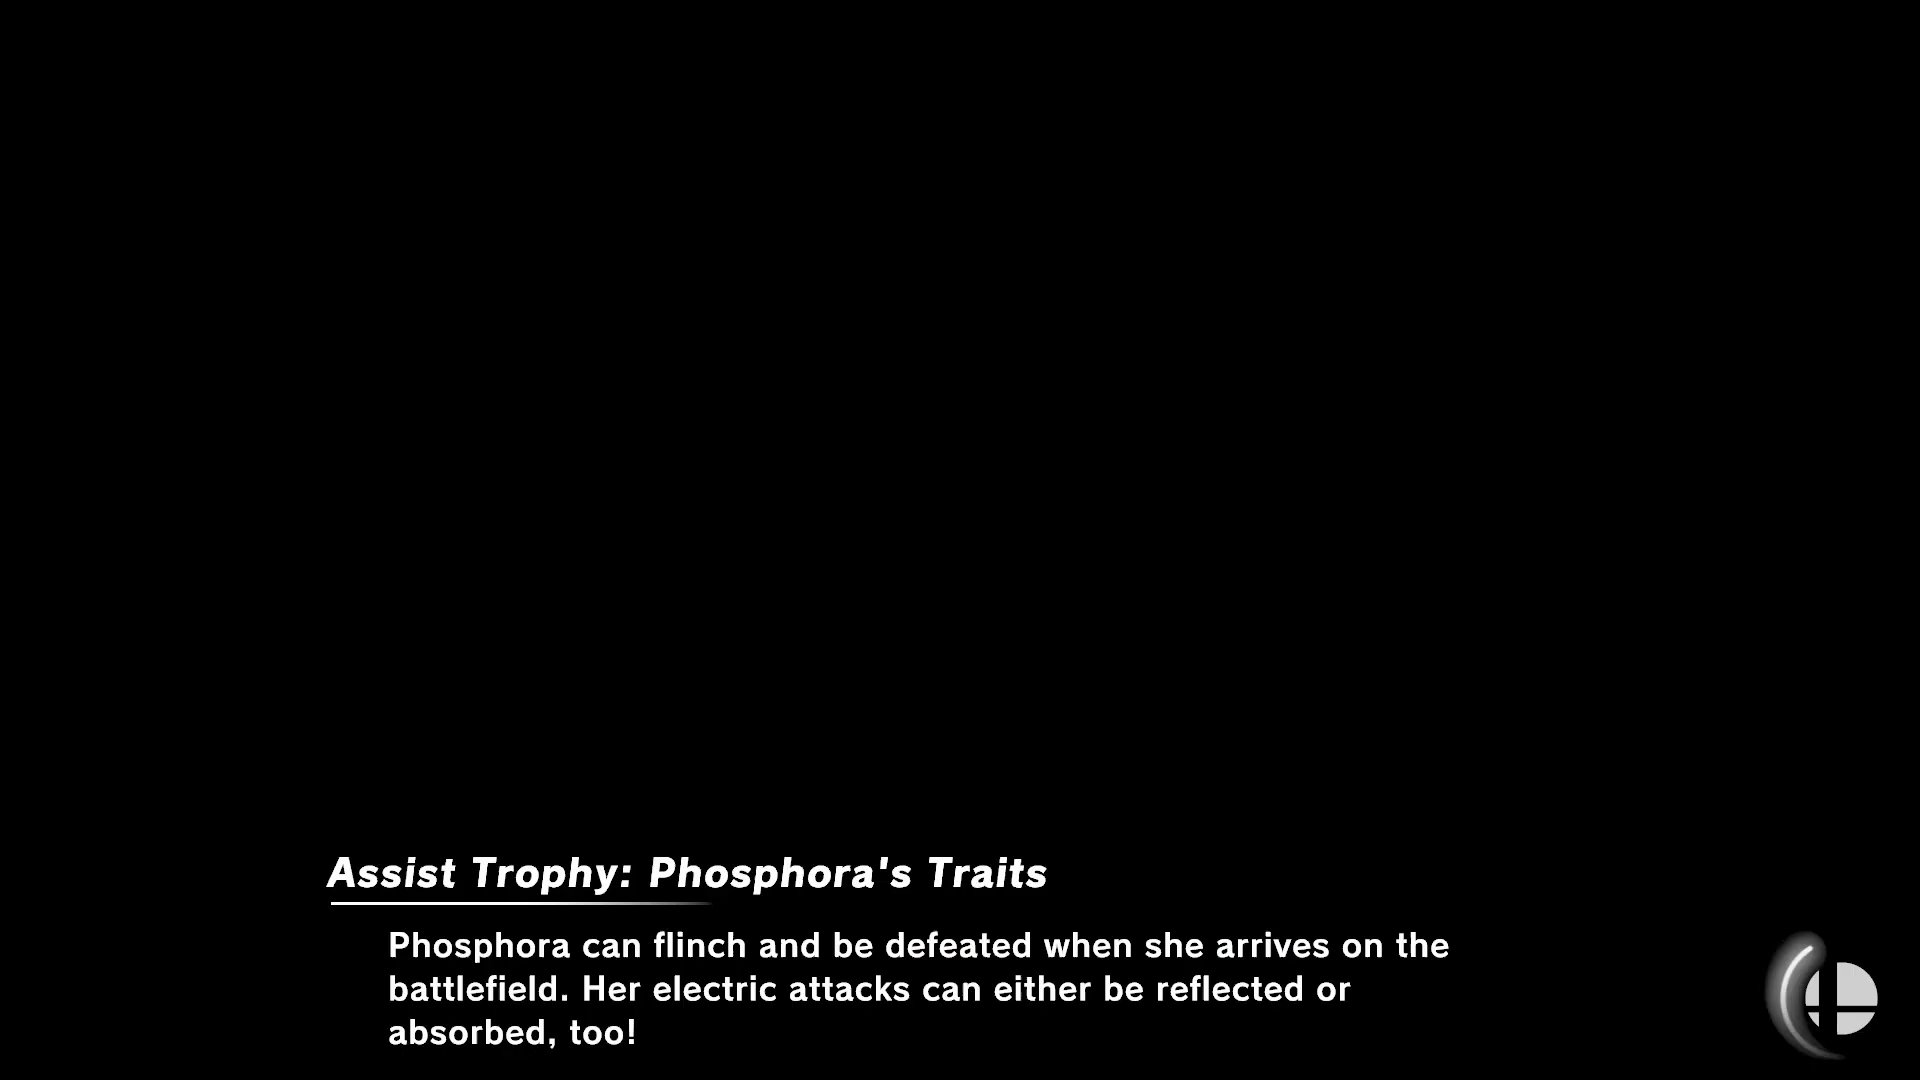 Assist Trophy: Phosphora's Traits
Phosphora can flinch and be defeated when she arrives on the
battlefield. Her electric attacks can either be reflected or
absorbed, too!